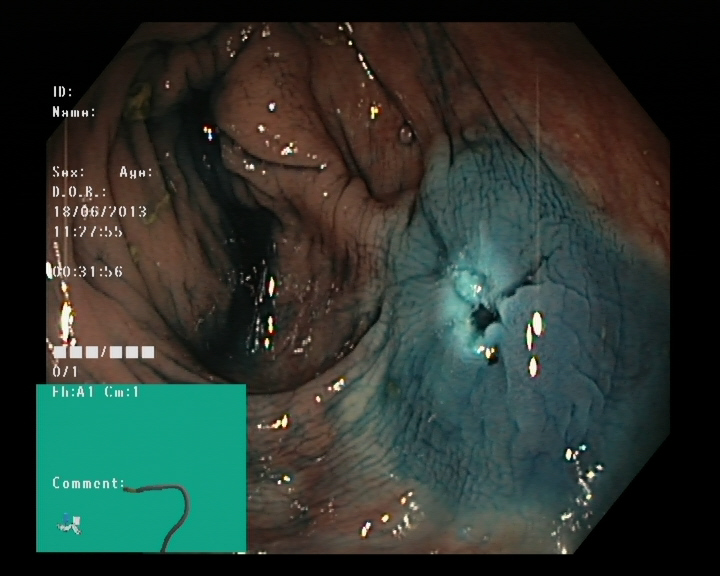 ID:
Name:
Sex: Age:
D.O.B.:
18/06/2013
11:27:55
00:31:56
■■■/■■■
0/1
Eh:A1 Cm:1
Comment: